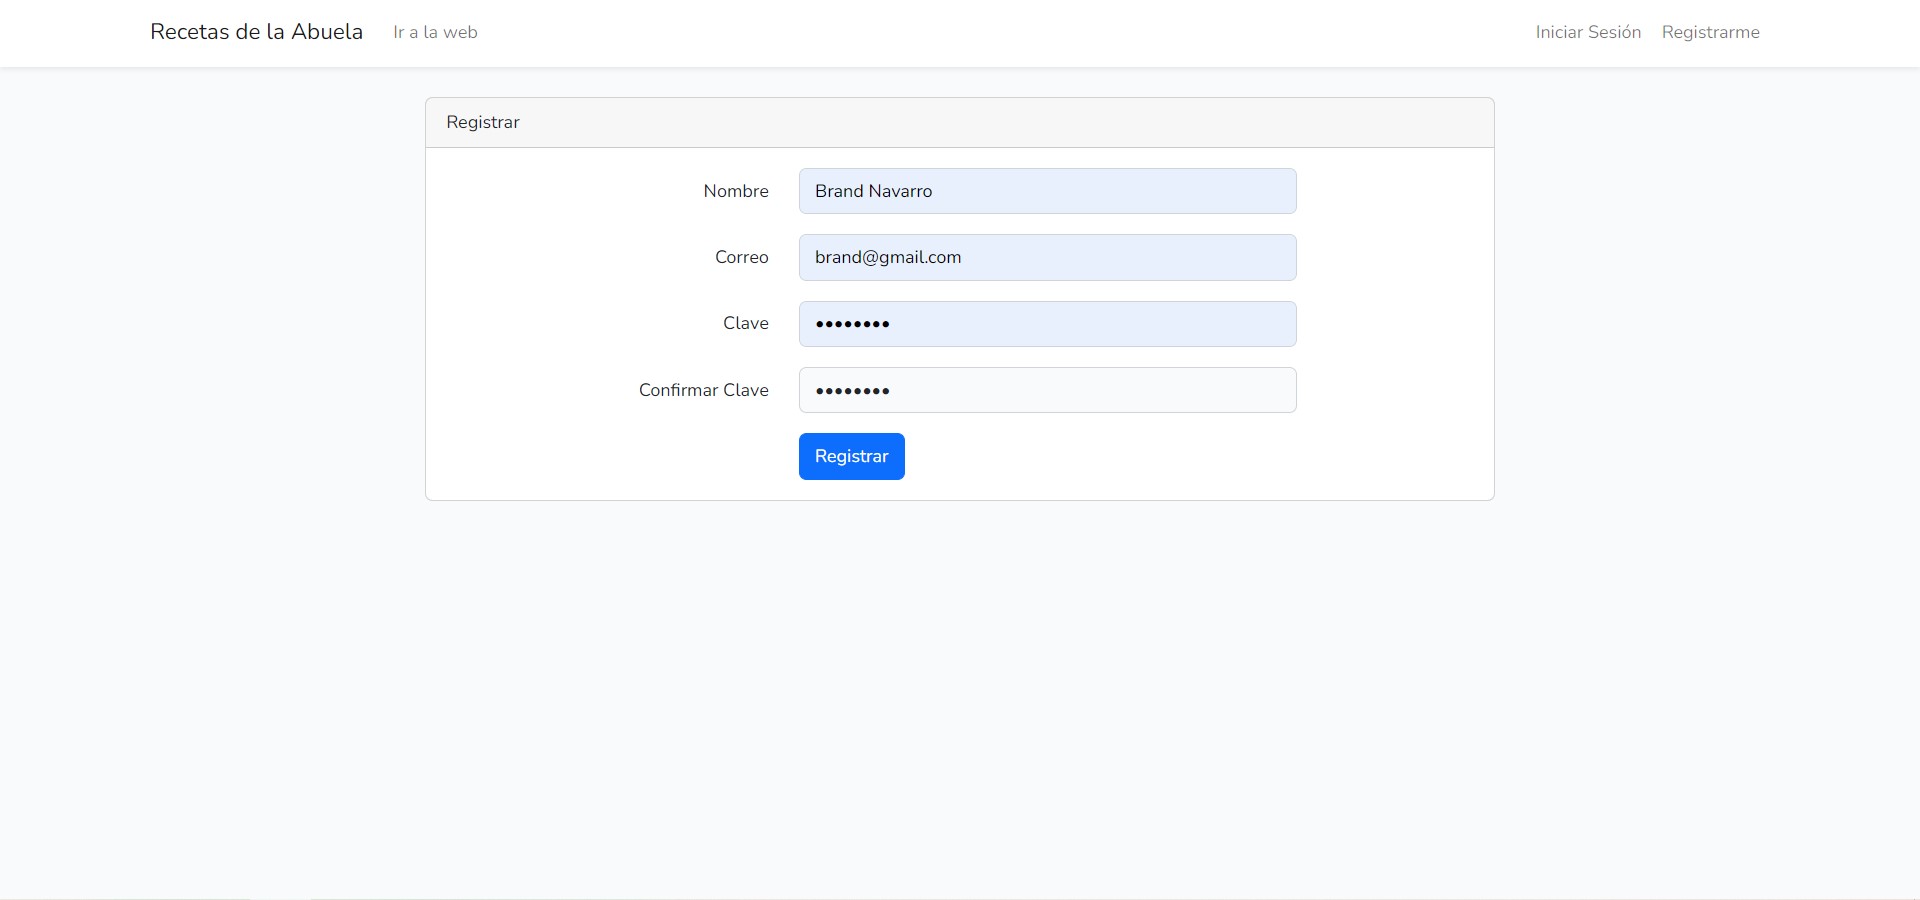 Recetas de la Abuela Ir a la web Iniciar Sesión Registrarme
Registrar
Nombre Brand Navarro
Correo brand@gmail.com
Clave ••••••••
Confirmar Clave ••••••••
Registrar